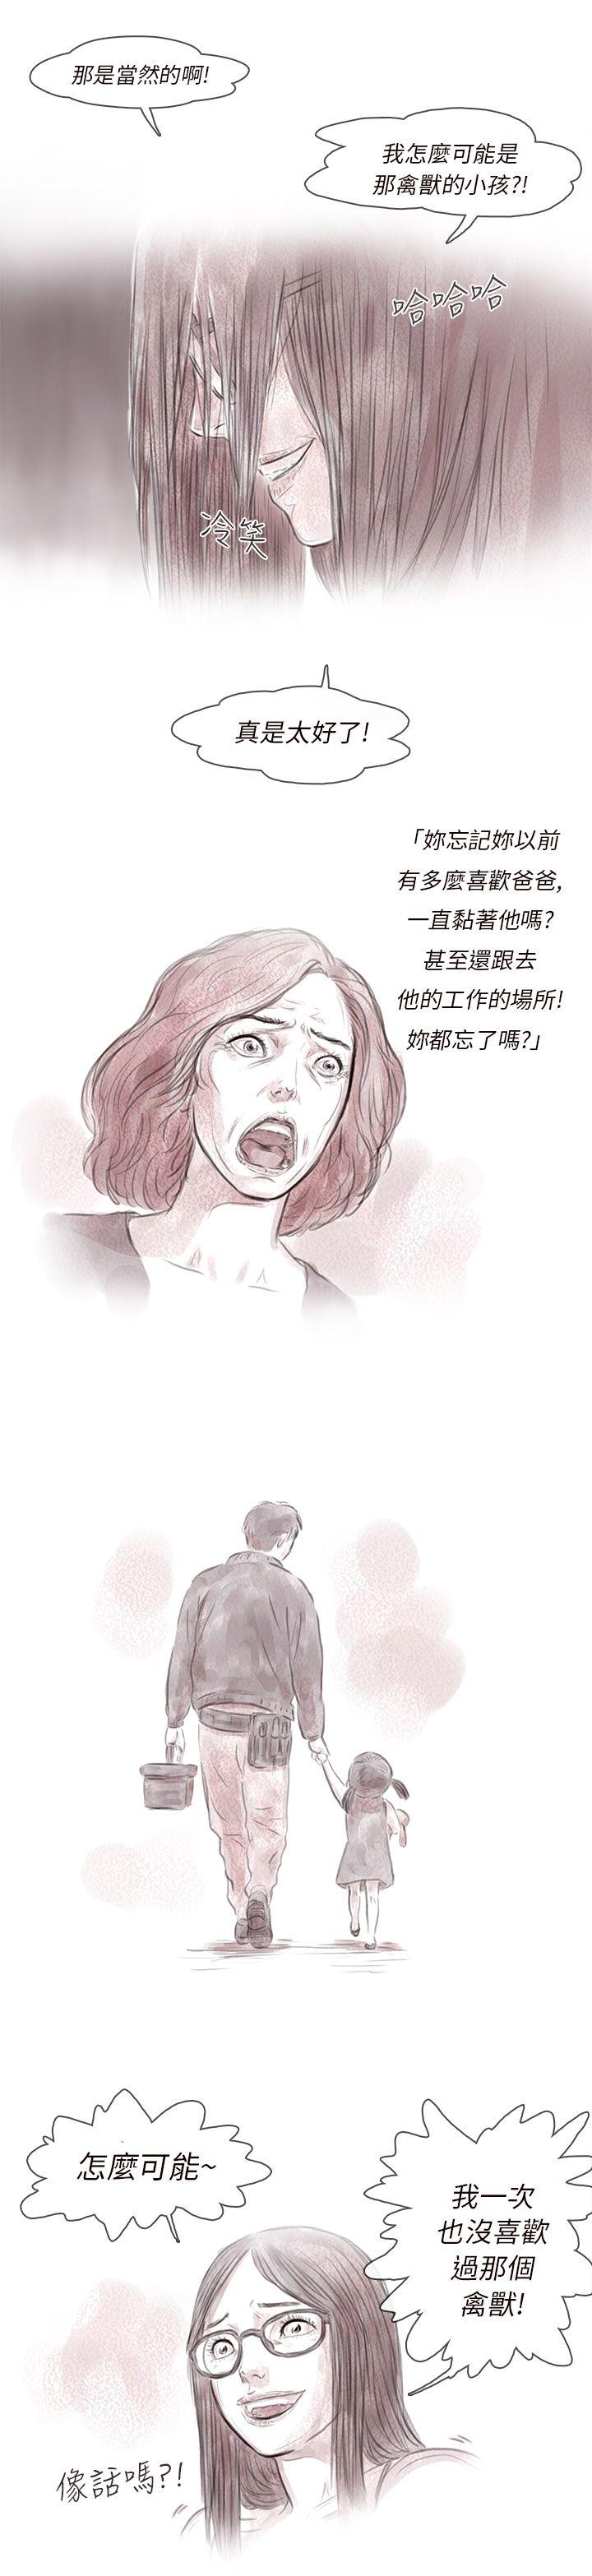 那是當然的啊!
我怎麼可能是
那禽獸的小孩?!
哈哈哈
冷笑
真是太好了!
「妳忘記妳以前
有多麼喜歡爸爸,
一直黏著他嗎?
甚至還跟去
他的工作的場所!
妳都忘了嗎?」
怎麼可能~
我一次
也沒喜歡
過那個
禽獸!
像話嗎?!